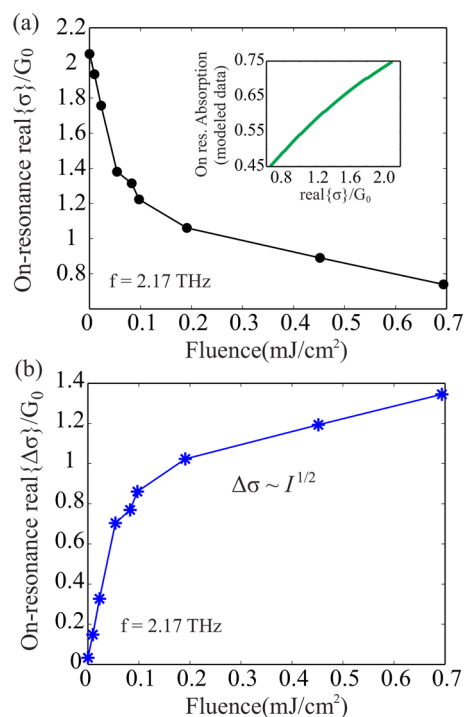 (a)
On-resonance real{σ}/G₀
2.2
2
1.8
1.6
1.4
1.2
1
0.8
On res. Absorption
(modeled data)
0.75
0.65
0.55
0.45
0.8 1.2 1.6 2.0
real{σ}/G₀
f = 2.17 THz
0 0.1 0.2 0.3 0.4 0.5 0.6 0.7
Fluence(mJ/cm²)
(b)
On-resonance real{Δσ}/G₀
1.4
1.2
1
0.8
0.6
0.4
0.2
0
Δσ ~ I^1/2
f = 2.17 THz
0 0.1 0.2 0.3 0.4 0.5 0.6 0.7
Fluence(mJ/cm²)